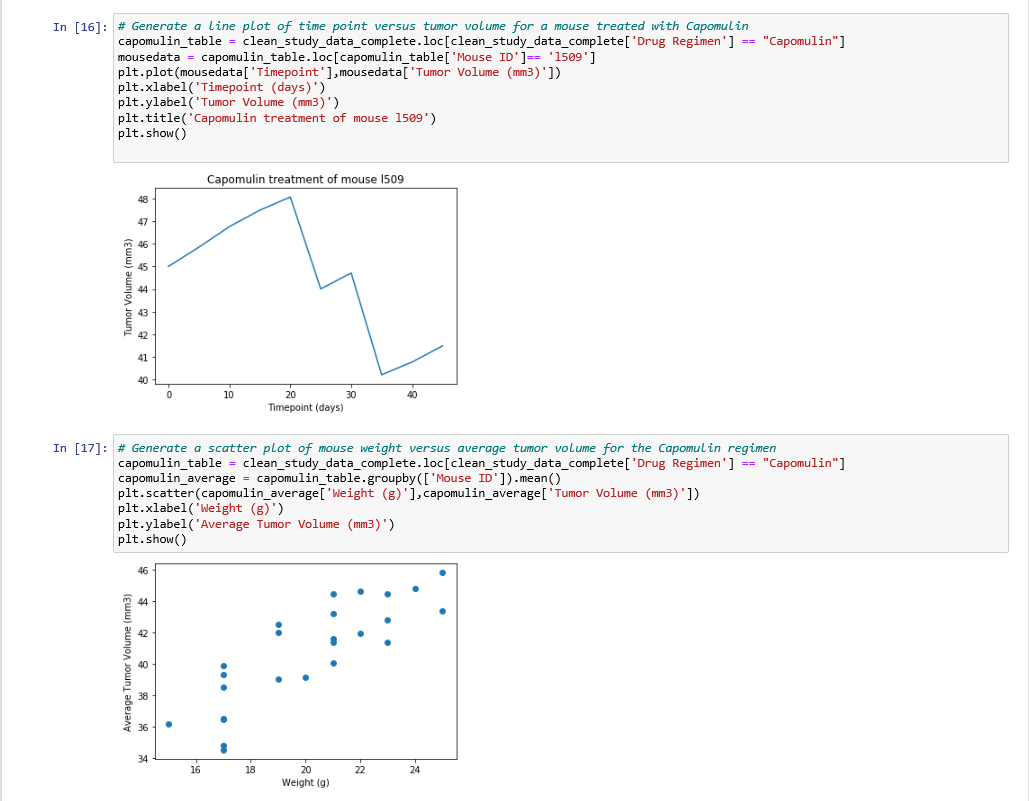 In [16]: # Generate a line plot of time point versus tumor volume for a mouse treated with Capomulin
capomulin_table = clean_study_data_complete.loc[clean_study_data_complete['Drug Regimen'] == "Capomulin"]
mousedata = capomulin_table.loc[capomulin_table['Mouse ID']== 'l509']
plt.plot(mousedata['Timepoint'],mousedata['Tumor Volume (mm3)'])
plt.xlabel('Timepoint (days)')
plt.ylabel('Tumor Volume (mm3)')
plt.title('Capomulin treatment of mouse l509')
plt.show()
Capomulin treatment of mouse l509
48
47
46
45
44
43
42
41
40
Tumor Volume (mm3)
0 10 20 30 40
Timepoint (days)
In [17]: # Generate a scatter plot of mouse weight versus average tumor volume for the Capomulin regimen
capomulin_table = clean_study_data_complete.loc[clean_study_data_complete['Drug Regimen'] == "Capomulin"]
capomulin_average = capomulin_table.groupby(['Mouse ID']).mean()
plt.scatter(capomulin_average['Weight (g)'],capomulin_average['Tumor Volume (mm3)'])
plt.xlabel('Weight (g)')
plt.ylabel('Average Tumor Volume (mm3)')
plt.show()
46
44
42
40
38
36
34
Average Tumor Volume (mm3)
16 18 20 22 24
Weight (g)